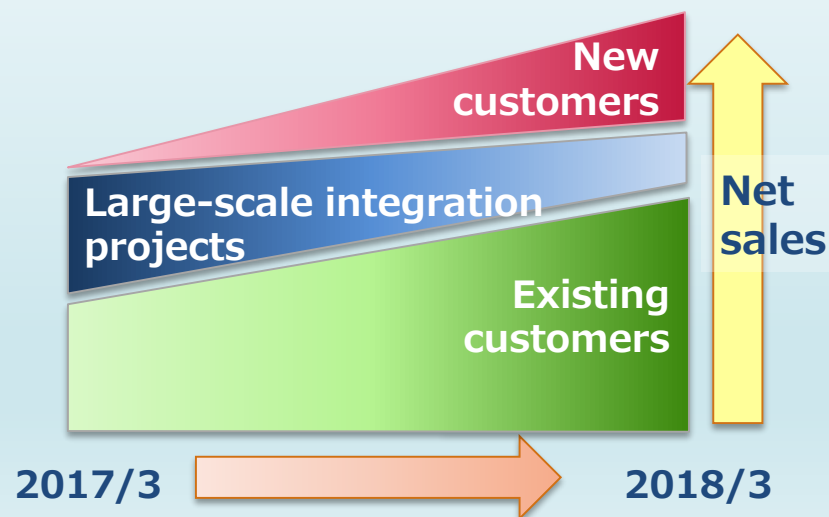 New
customers
Large-scale integration
projects
Net
sales
Existing
customers
2017/3
2018/3